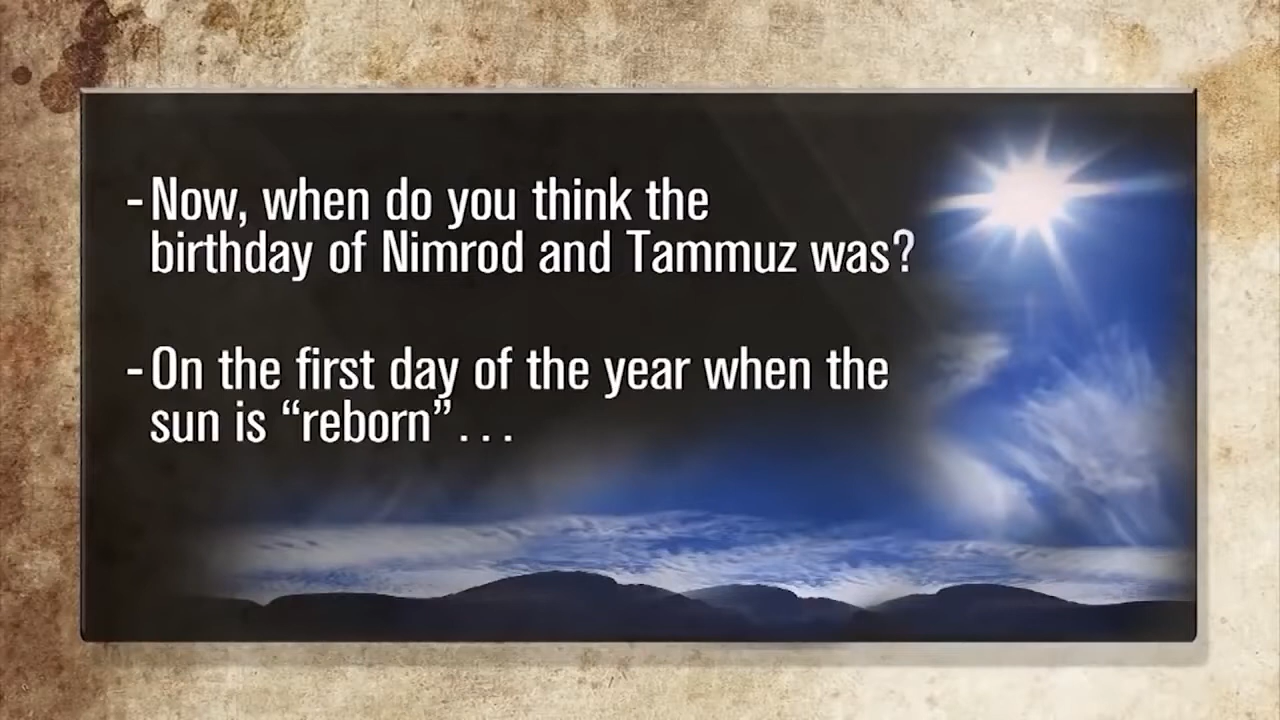 - Now, when do you think the
birthday of Nimrod and Tammuz was?
- On the first day of the year when the
sun is “reborn” . . .